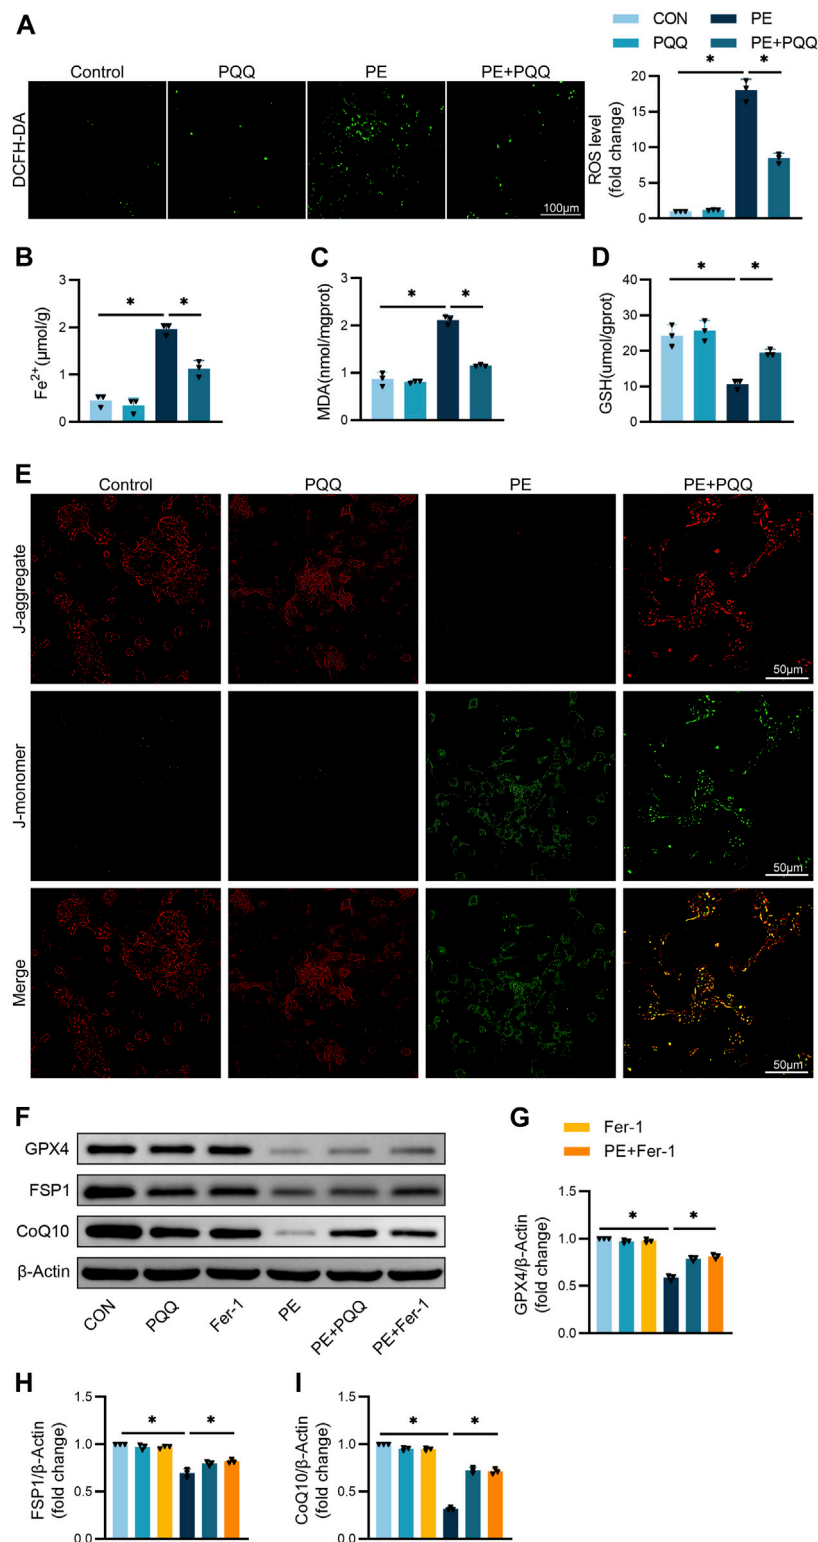 A
CON
PE
PQQ
PE+PQQ
Control
PQQ
PE
PE+PQQ
DCFH-DA
100μm
ROS level
(fold change)
20
15
10
5
0
*
*
B
Fe2+(μmol/g)
3
2
1
0
*
*
C
MDA(nmol/mgprot)
3
2
1
0
*
*
D
GSH(umol/gprot)
40
30
20
10
0
*
*
E
Control
PQQ
PE
PE+PQQ
J-aggregate
50μm
J-monomer
50μm
Merge
50μm
F
GPX4
FSP1
CoQ10
β-Actin
CON
PQQ
Fer-1
PE
PE+PQQ
PE+Fer-1
G
Fer-1
PE+Fer-1
GPX4/β-Actin
(fold change)
1.5
1.0
0.5
0.0
*
*
H
FSP1/β-Actin
(fold change)
1.5
1.0
0.5
0.0
*
*
I
CoQ10/β-Actin
(fold change)
1.5
1.0
0.5
0.0
*
*